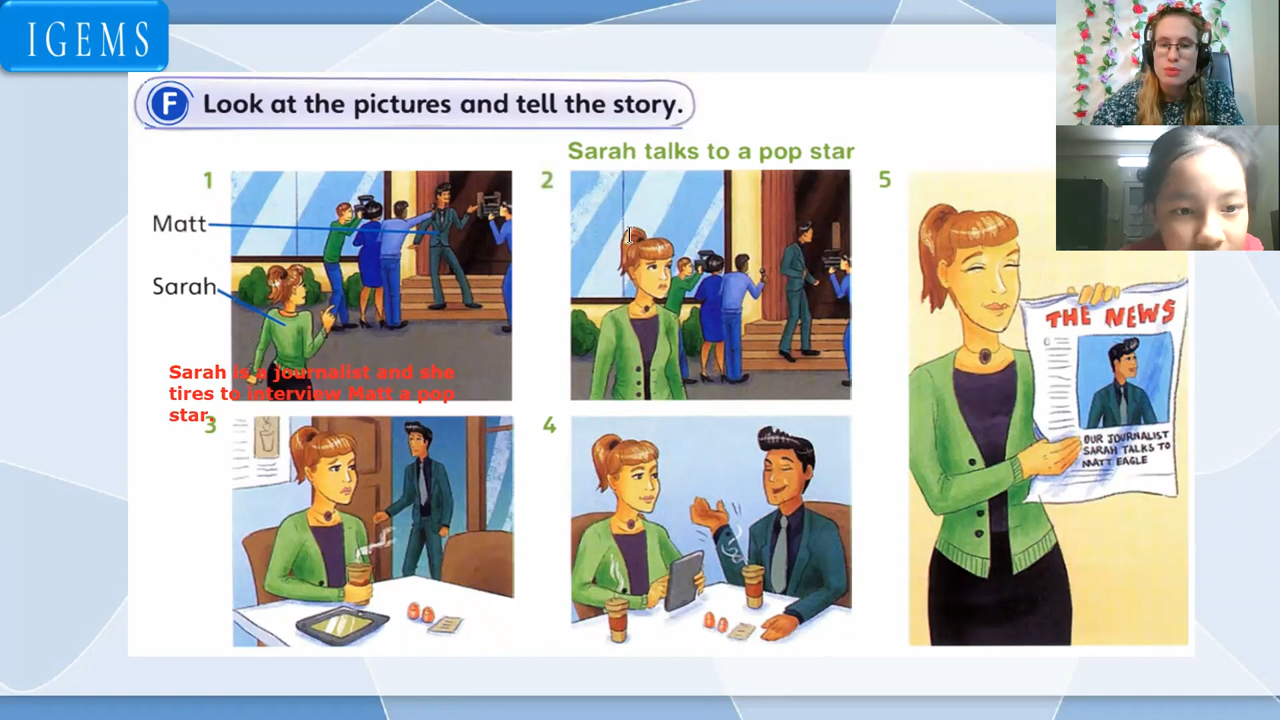 IGEMS
F Look at the pictures and tell the story.
Sarah talks to a pop star
1
2
5
Matt
Sarah
Sarah is a journalist and she
tires to interview Matt a pop
star.
3
4
THE NEWS
OUR JOURNALIST
SARAH TALKS TO
MATT EAGLE